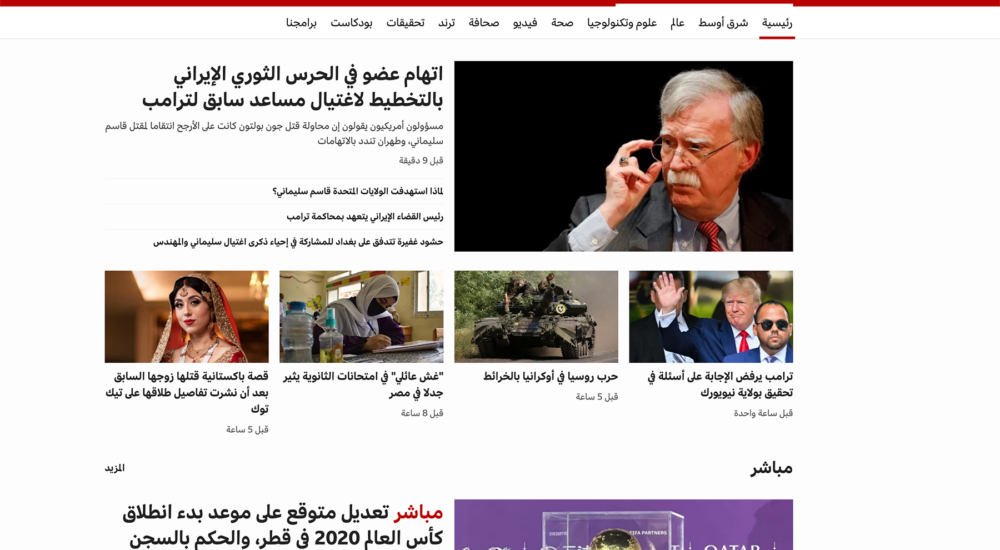 رئيسية
شرق أوسط
عالم
علوم وتكنولوجيا
صحة
فيديو
صحافة
ترند
تحقيقات
بودكاست
برامجنا
اتهام عضو في الحرس الثوري الإيراني
بالتخطيط لاغتيال مساعد سابق لترامب
مسؤولون أمريكيون يقولون إن محاولة قتل جون بولتون كانت على الأرجح انتقاما لمقتل قاسم
سليماني، وطهران تندد بالاتهامات
قبل 9 دقيقة
لماذا استهدفت الولايات المتحدة قاسم سليماني؟
رئيس القضاء الإيراني يتعهد بمحاكمة ترامب
حشود غفيرة تتدفق على بغداد للمشاركة في إحياء ذكرى اغتيال سليماني والمهندس
ترامب يرفض الإجابة على أسئلة في
تحقيق بولاية نيويورك
قبل ساعة واحدة
حرب روسيا في أوكرانيا بالخرائط
قبل 5 ساعة
"غش عائلي" في امتحانات الثانوية يثير
جدلا في مصر
قبل 8 ساعة
قصة باكستانية قتلها زوجها السابق
بعد أن نشرت تفاصيل طلاقها على تيك
توك
قبل 5 ساعة
مباشر
المزيد
مباشر تعديل متوقع على موعد بدء انطلاق
كأس العالم 2020 في قطر، والحكم بالسجن
FIFA PARTNERS
QATAR